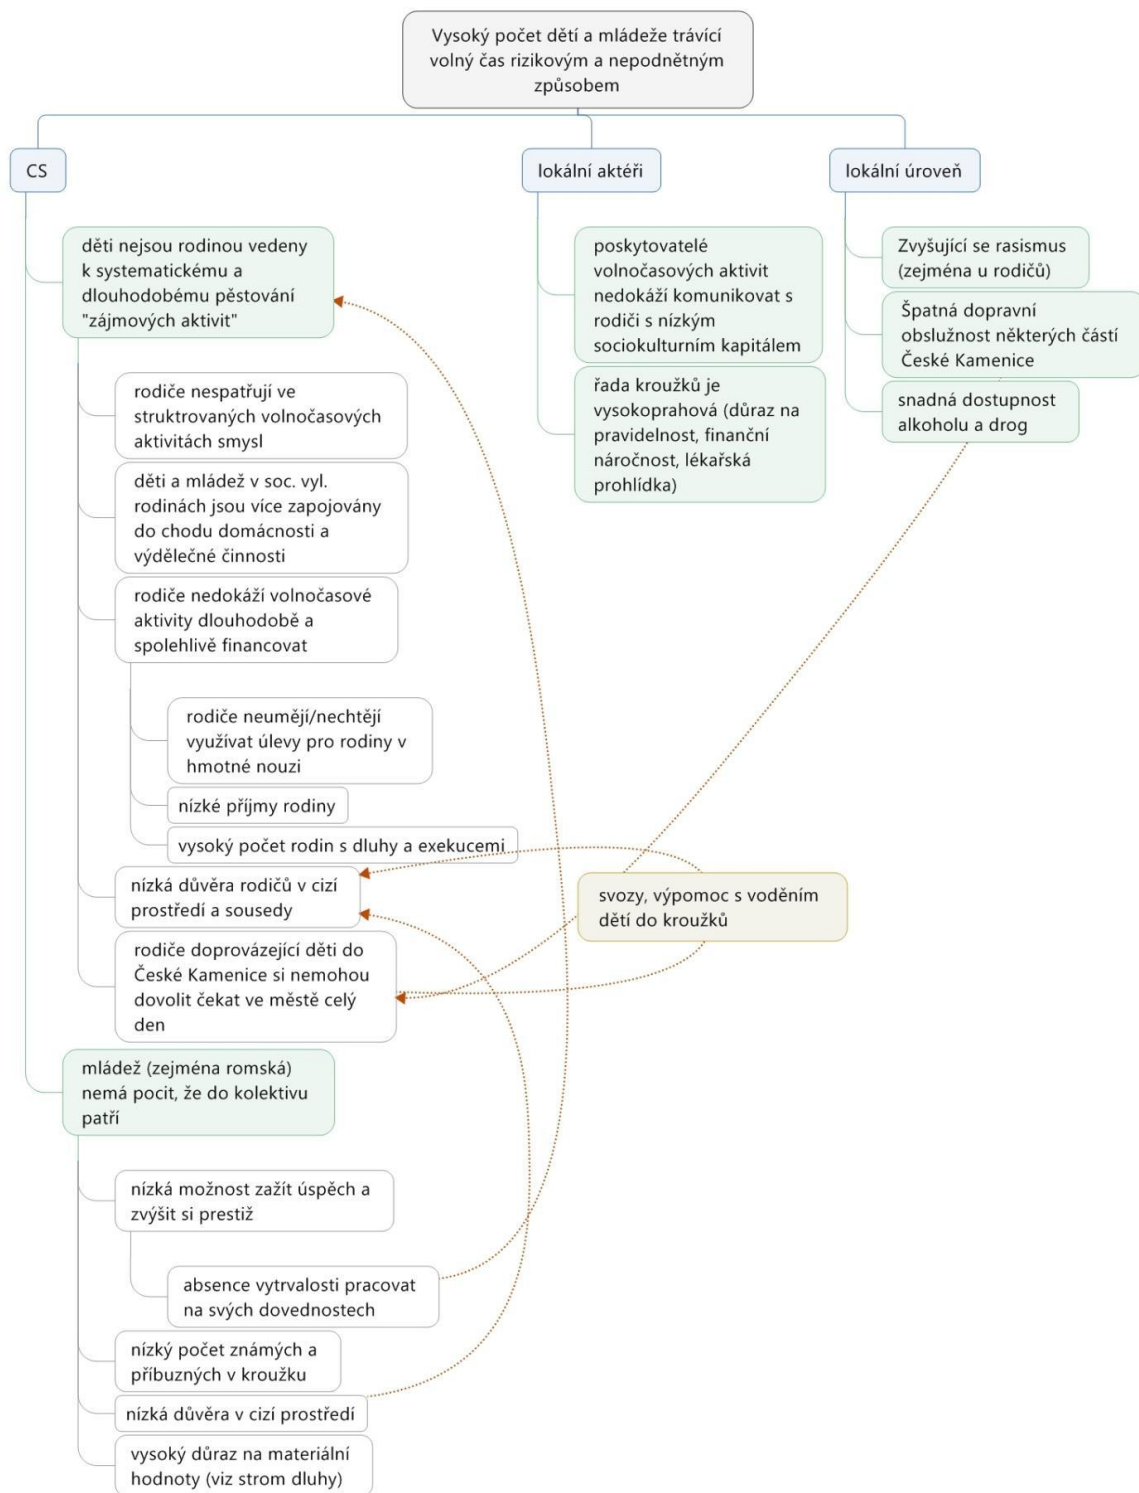 Vysoký počet dětí a mládeže trávící
volný čas rizikovým a nepodnětným
způsobem
CS
děti nejsou rodinou vedeny
k systematickému a
dlouhodobému pěstování
"zájmových aktivit"
rodiče nespatřují ve
struktrovaných volnočasových
aktivitách smysl
děti a mládež v soc. vyl.
rodinách jsou více zapojovány
do chodu domácnosti a
výdělečné činnosti
rodiče nedokáží volnočasové
aktivity dlouhodobě a
spolehlivě financovat
rodiče neumějí/nechtějí
využívat úlevy pro rodiny v
hmotné nouzi
nízké příjmy rodiny
vysoký počet rodin s dluhy a exekucemi
nízká důvěra rodičů v cizí
prostředí a sousedy
rodiče doprovázející děti do
České Kamenice si nemohou
dovolit čekat ve městě celý
den
mládež (zejména romská)
nemá pocit, že do kolektivu
patří
nízká možnost zažít úspěch a
zvýšit si prestiž
absence vytrvalosti pracovat
na svých dovednostech
nízký počet známých a
příbuzných v kroužku
nízká důvěra v cizí prostředí
vysoký důraz na materiální
hodnoty (viz strom dluhy)
lokální aktéři
poskytovatelé
volnočasových aktivit
nedokáží komunikovat s
rodiči s nízkým
sociokulturním kapitálem
řada kroužků je
vysokoprahová (důraz na
pravidelnost, finanční
náročnost, lékařská
prohlídka)
lokální úroveň
Zvyšující se rasismus
(zejména u rodičů)
Špatná dopravní
obslužnost některých částí
České Kamenice
snadná dostupnost
alkoholu a drog
svozy, výpomoc s voděním
dětí do kroužků